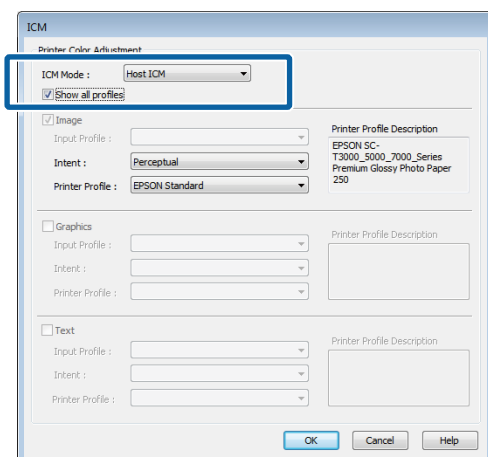 ICM
Printer Color Adjustment
ICM Mode : Host ICM
Show all profiles
Image
Input Profile :
Intent : Perceptual
Printer Profile : EPSON Standard
Printer Profile Description
EPSON SC-
T3000_5000_7000_Series
Premium Glossy Photo Paper
250
Graphics
Input Profile :
Intent :
Printer Profile :
Printer Profile Description
Text
Input Profile :
Intent :
Printer Profile :
Printer Profile Description
OK Cancel Help